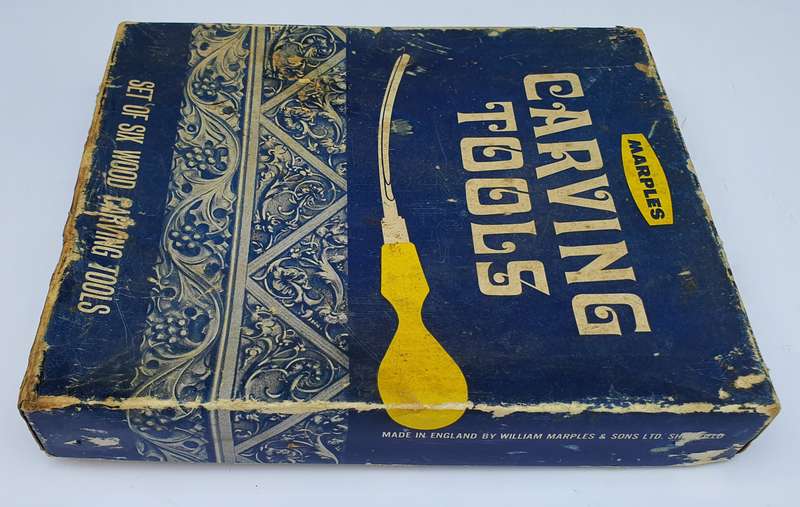 MARPLES
CARVING
TOOLS
SET OF SIX WOOD CARVING TOOLS
MADE IN ENGLAND BY WILLIAM MARPLES & SONS LTD.